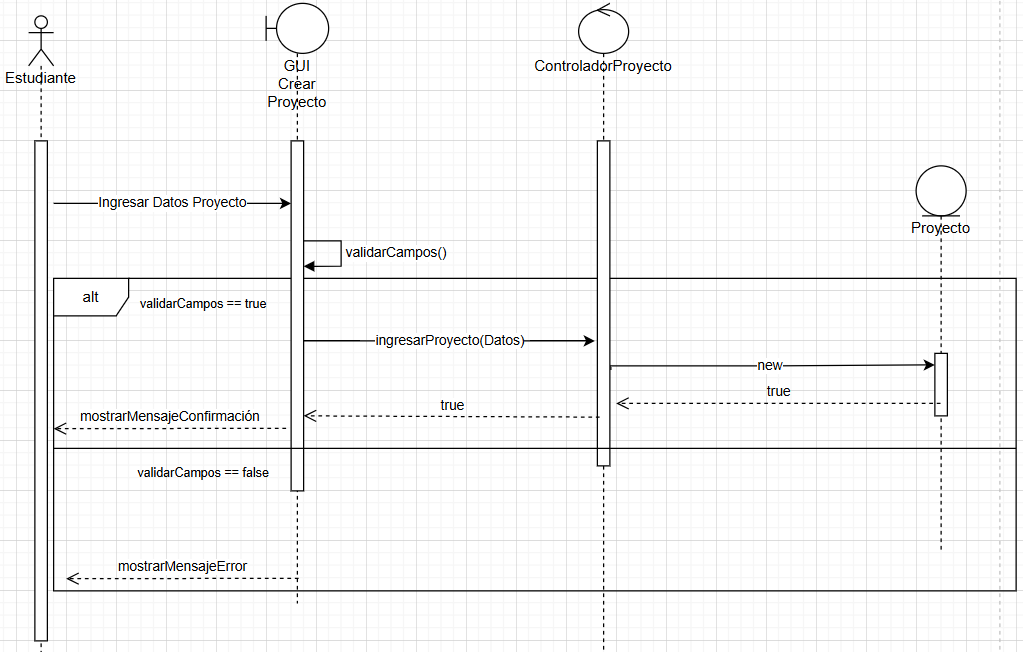 Estudiante
GUI
Crear
Proyecto
ControladorProyecto
Proyecto
Ingresar Datos Proyecto
validarCampos()
alt
validarCampos == true
ingresarProyecto(Datos)
new
true
true
mostrarMensajeConfirmación
validarCampos == false
mostrarMensajeError